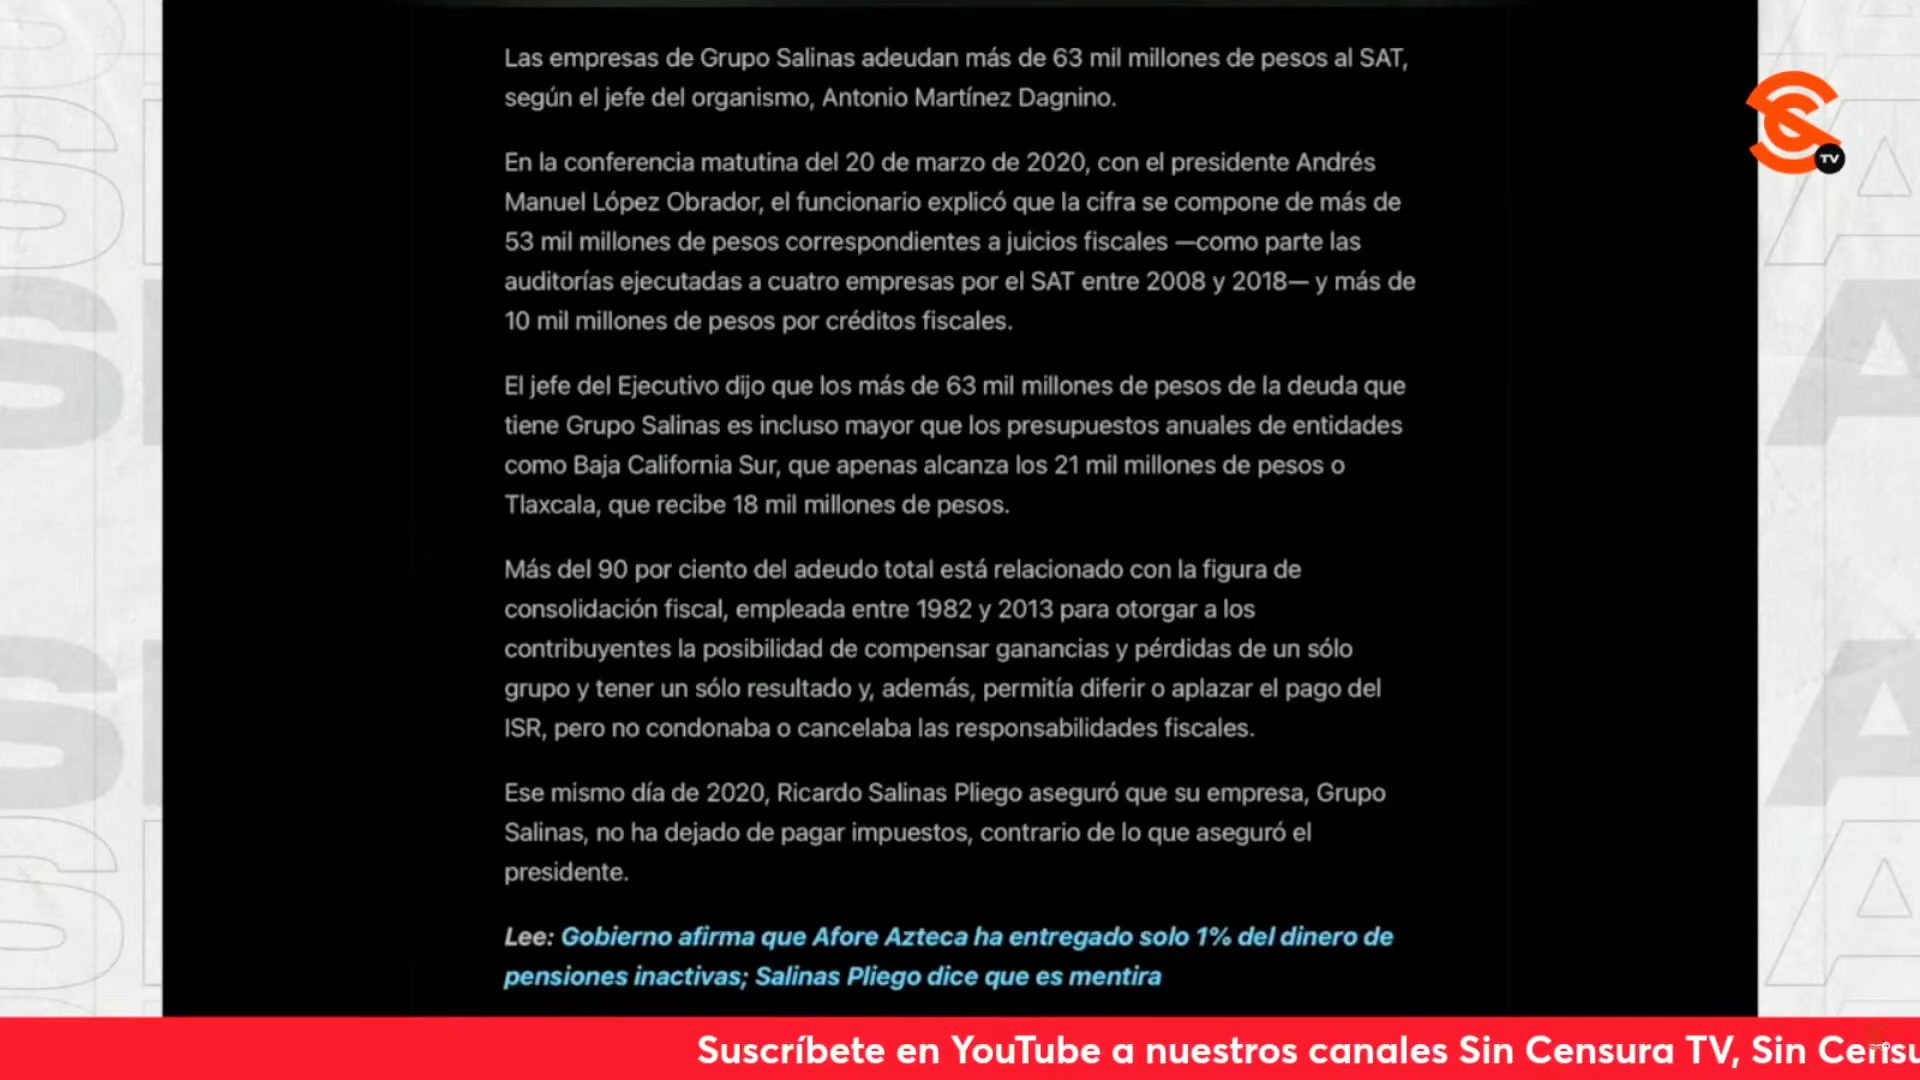 Las empresas de Grupo Salinas adeudan más de 63 mil millones de pesos al SAT,
según el jefe del organismo, Antonio Martínez Dagnino.
En la conferencia matutina del 20 de marzo de 2020, con el presidente Andrés
Manuel López Obrador, el funcionario explicó que la cifra se compone de más de
53 mil millones de pesos correspondientes a juicios fiscales —como parte las
auditorías ejecutadas a cuatro empresas por el SAT entre 2008 y 2018— y más de
10 mil millones de pesos por créditos fiscales.
El jefe del Ejecutivo dijo que los más de 63 mil millones de pesos de la deuda que
tiene Grupo Salinas es incluso mayor que los presupuestos anuales de entidades
como Baja California Sur, que apenas alcanza los 21 mil millones de pesos o
Tlaxcala, que recibe 18 mil millones de pesos.
Más del 90 por ciento del adeudo total está relacionado con la figura de
consolidación fiscal, empleada entre 1982 y 2013 para otorgar a los
contribuyentes la posibilidad de compensar ganancias y pérdidas de un sólo
grupo y tener un sólo resultado y, además, permitía diferir o aplazar el pago del
ISR, pero no condonaba o cancelaba las responsabilidades fiscales.
Ese mismo día de 2020, Ricardo Salinas Pliego aseguró que su empresa, Grupo
Salinas, no ha dejado de pagar impuestos, contrario de lo que aseguró el
presidente.
Lee: Gobierno afirma que Afore Azteca ha entregado solo 1% del dinero de
pensiones inactivas; Salinas Pliego dice que es mentira
TV
Suscríbete en YouTube a nuestros canales Sin Censura TV, Sin